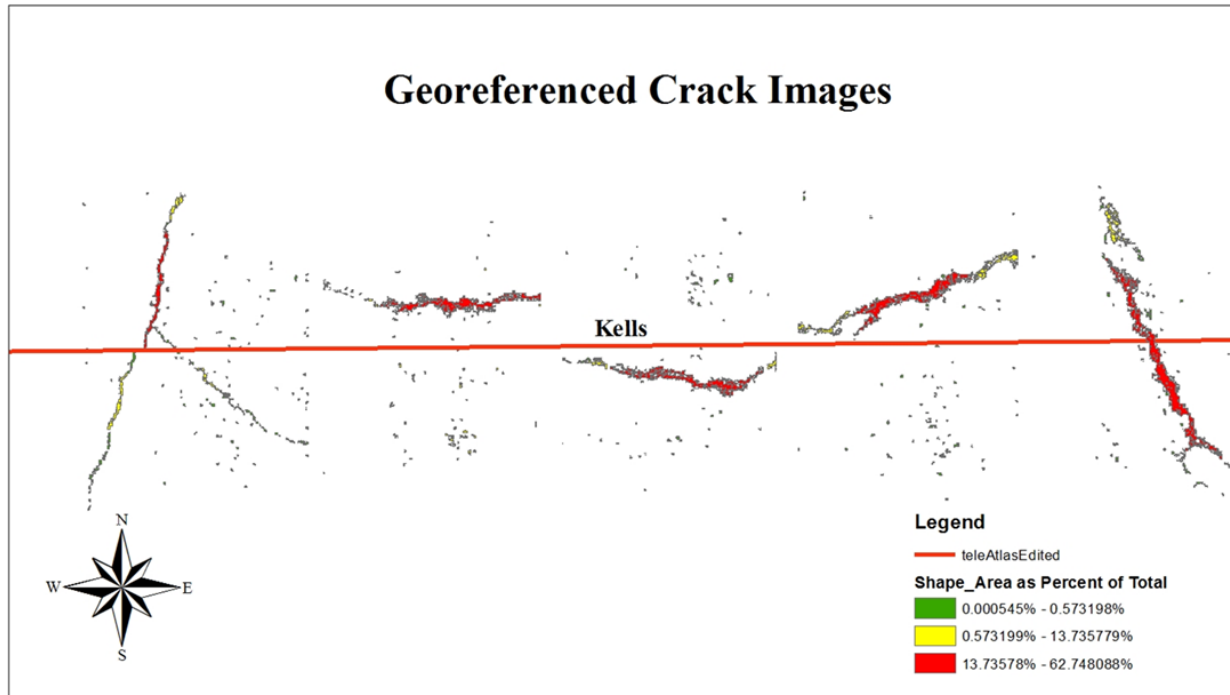 Georeferenced Crack Images
Kells
N
W
E
S
Legend
teleAtlasEdited
Shape_Area as Percent of Total
0.000545% - 0.573198%
0.573199% - 13.735779%
13.73578% - 62.748088%